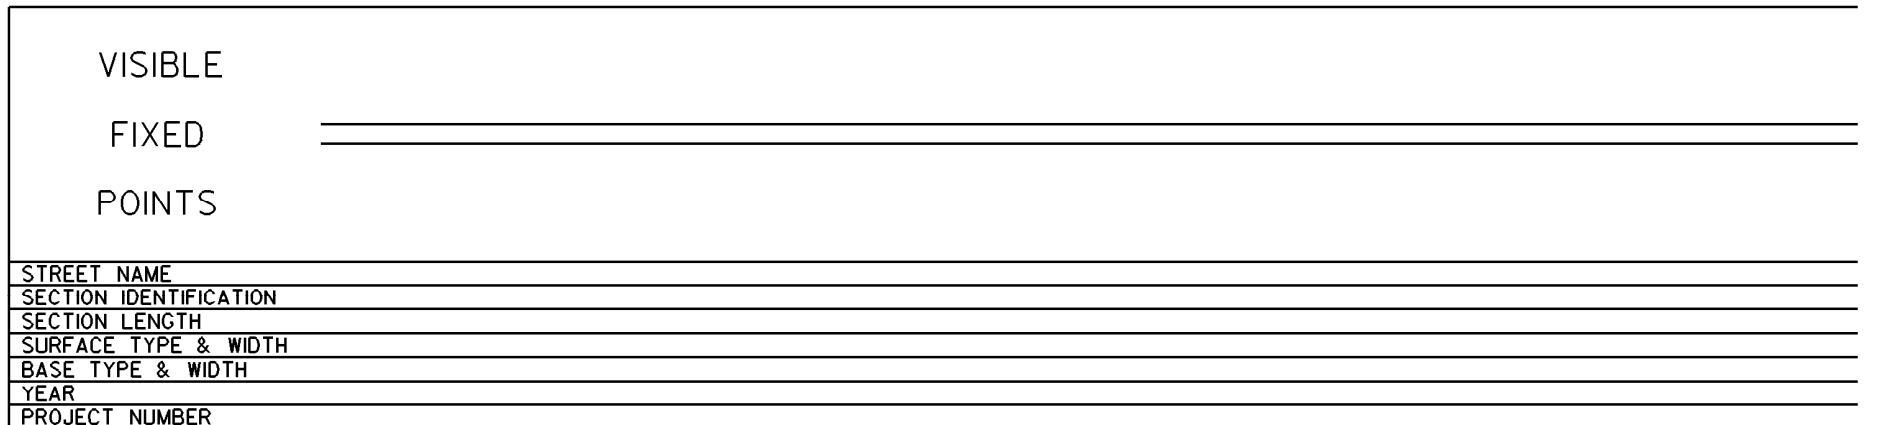 VISIBLE
FIXED
POINTS
STREET NAME
SECTION IDENTIFICATION
SECTION LENGTH
SURFACE TYPE & WIDTH
BASE TYPE & WIDTH
YEAR
PROJECT NUMBER